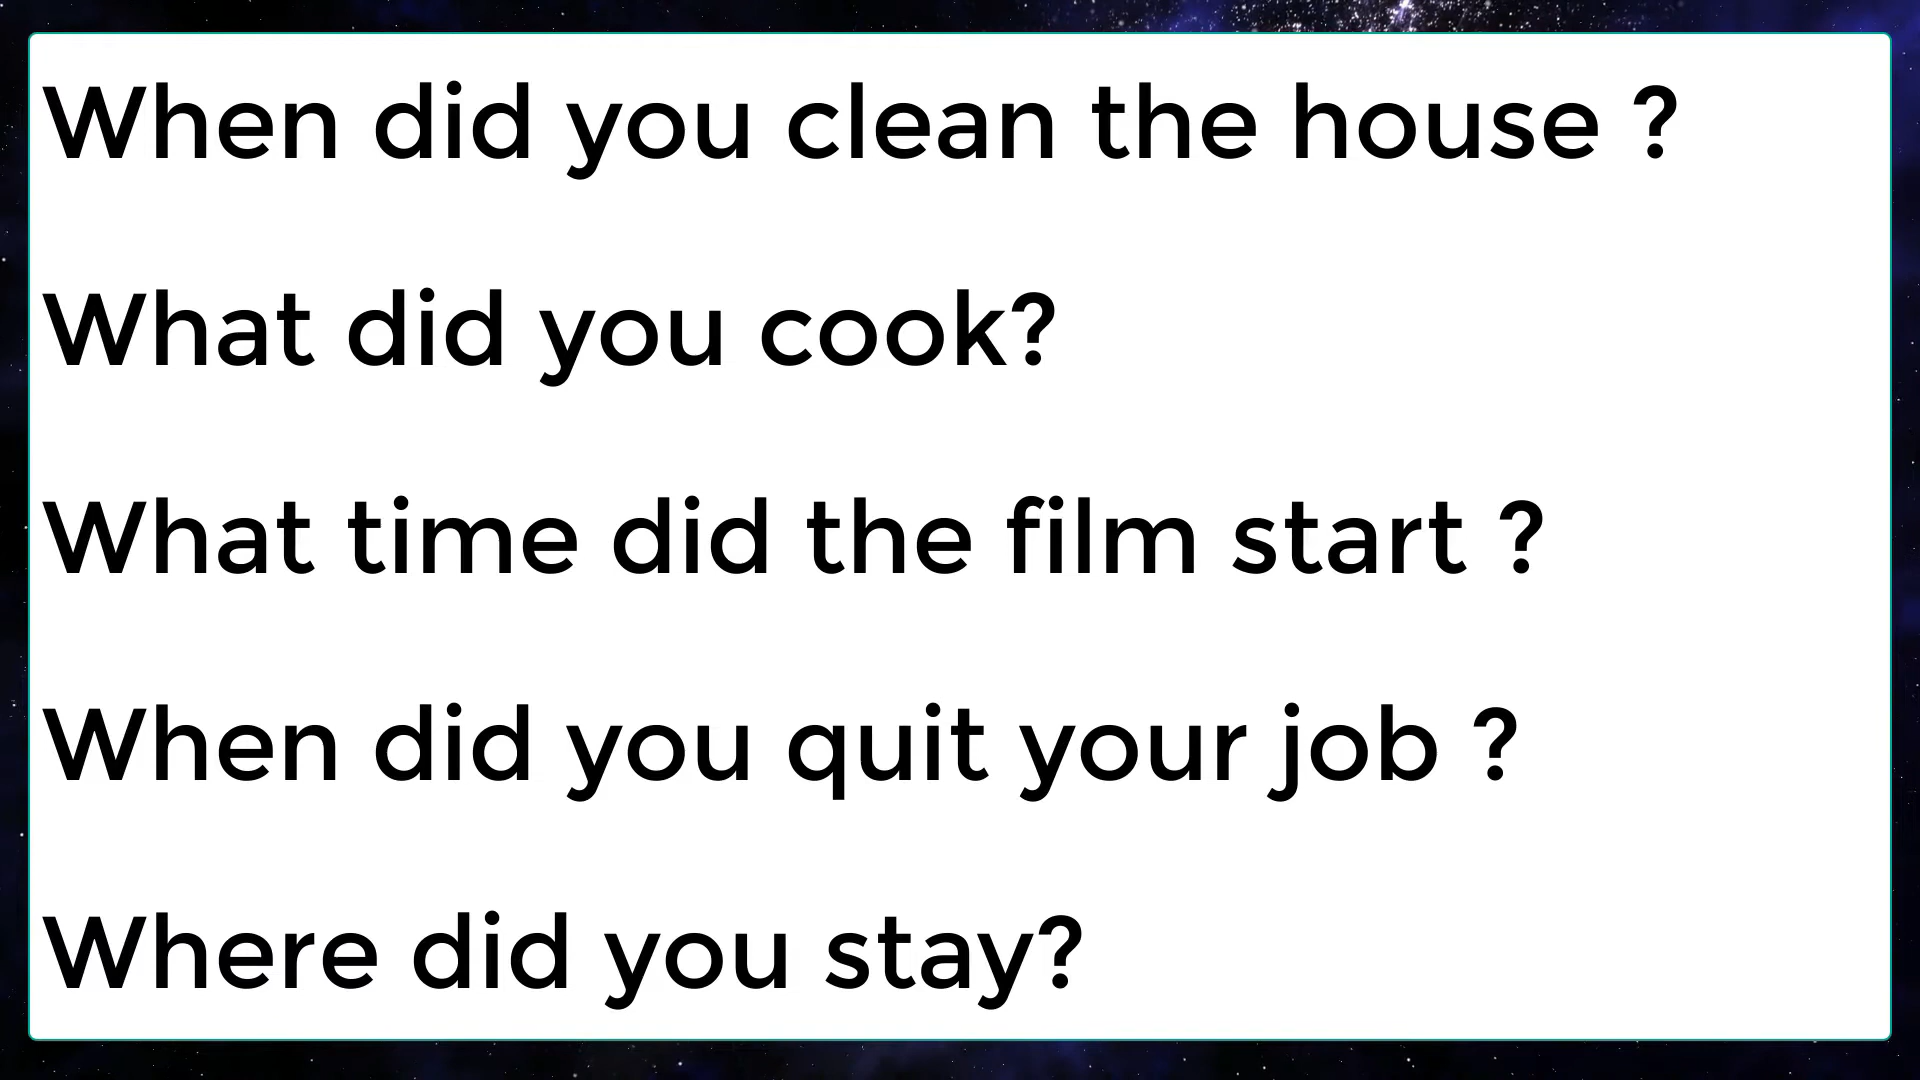 When did you clean the house ?
What did you cook?
What time did the film start ?
When did you quit your job ?
Where did you stay?